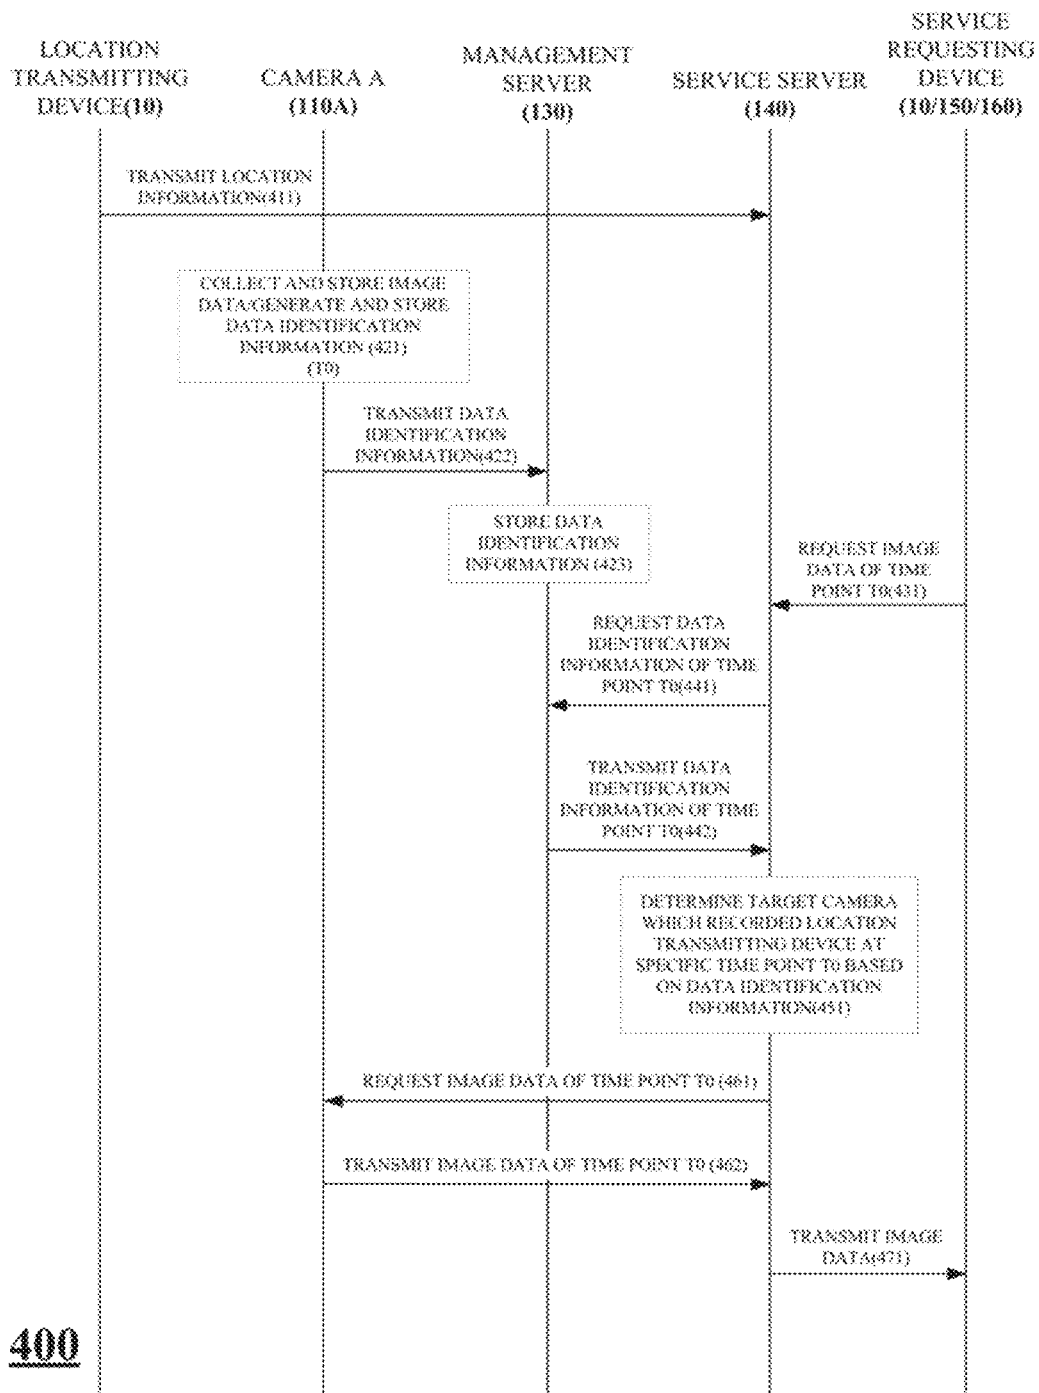 LOCATION
TRANSMITTING
DEVICE(10)
CAMERA A
(110A)
MANAGEMENT
SERVER
(130)
SERVICE SERVER
(140)
SERVICE
REQUESTING
DEVICE
(10/150/160)
TRANSMIT LOCATION
INFORMATION(411)
COLLECT AND STORE IMAGE
DATA/GENERATE AND STORE
DATA IDENTIFICATION
INFORMATION (421)
(T0)
TRANSMIT DATA
IDENTIFICATION
INFORMATION(422)
STORE DATA
IDENTIFICATION
INFORMATION (423)
REQUEST IMAGE
DATA OF TIME
POINT T0(431)
REQUEST DATA
IDENTIFICATION
INFORMATION OF TIME
POINT T0(441)
TRANSMIT DATA
IDENTIFICATION
INFORMATION OF TIME
POINT T0(442)
DETERMINE TARGET CAMERA
WHICH RECORDED LOCATION
TRANSMITTING DEVICE AT
SPECIFIC TIME POINT T0 BASED
ON DATA IDENTIFICATION
INFORMATION(451)
REQUEST IMAGE DATA OF TIME POINT T0 (461)
TRANSMIT IMAGE DATA OF TIME POINT T0 (462)
TRANSMIT IMAGE
DATA(471)
400